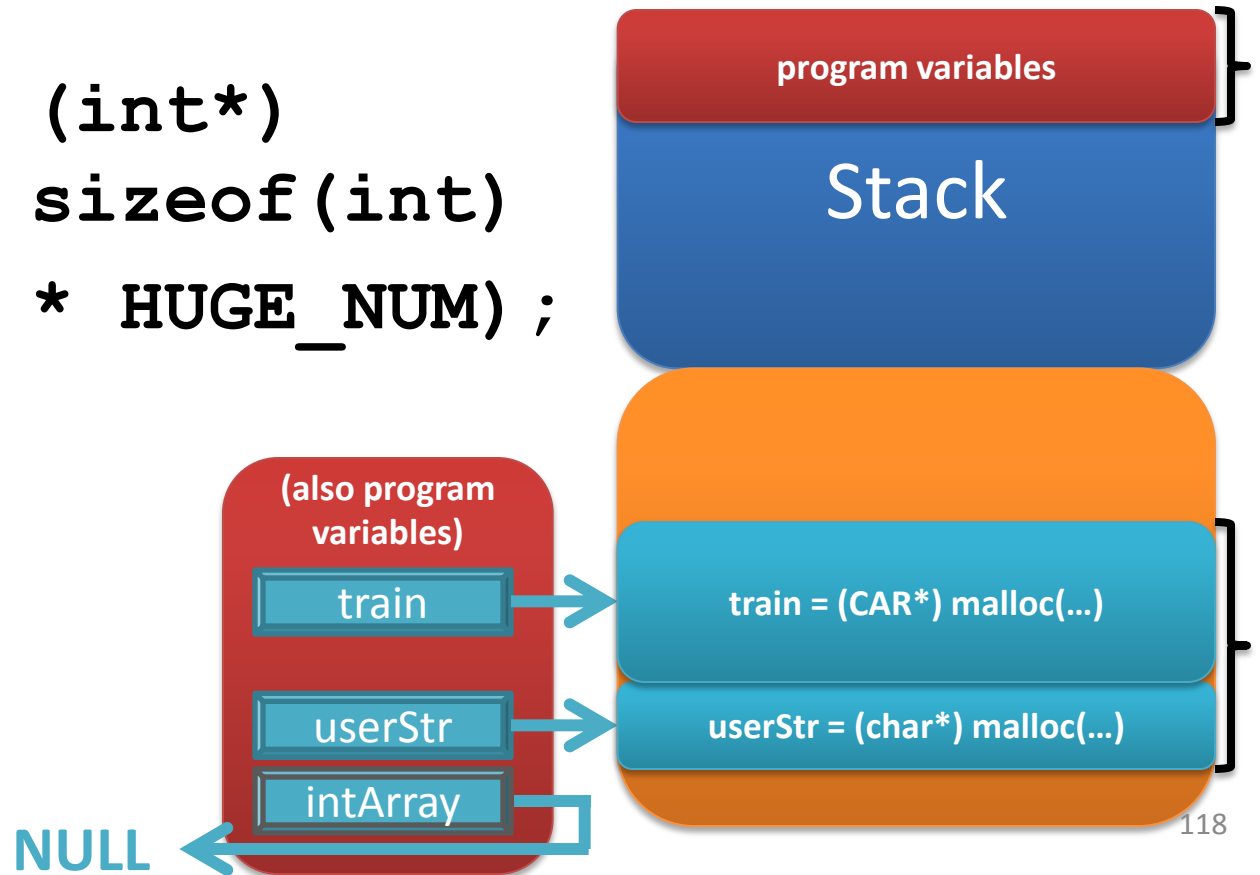 (int*)
sizeof(int)
* HUGE_NUM);
program variables
Stack
(also program
variables)
train
userStr
intArray
NULL
train = (CAR*) malloc(…)
userStr = (char*) malloc(…)
118